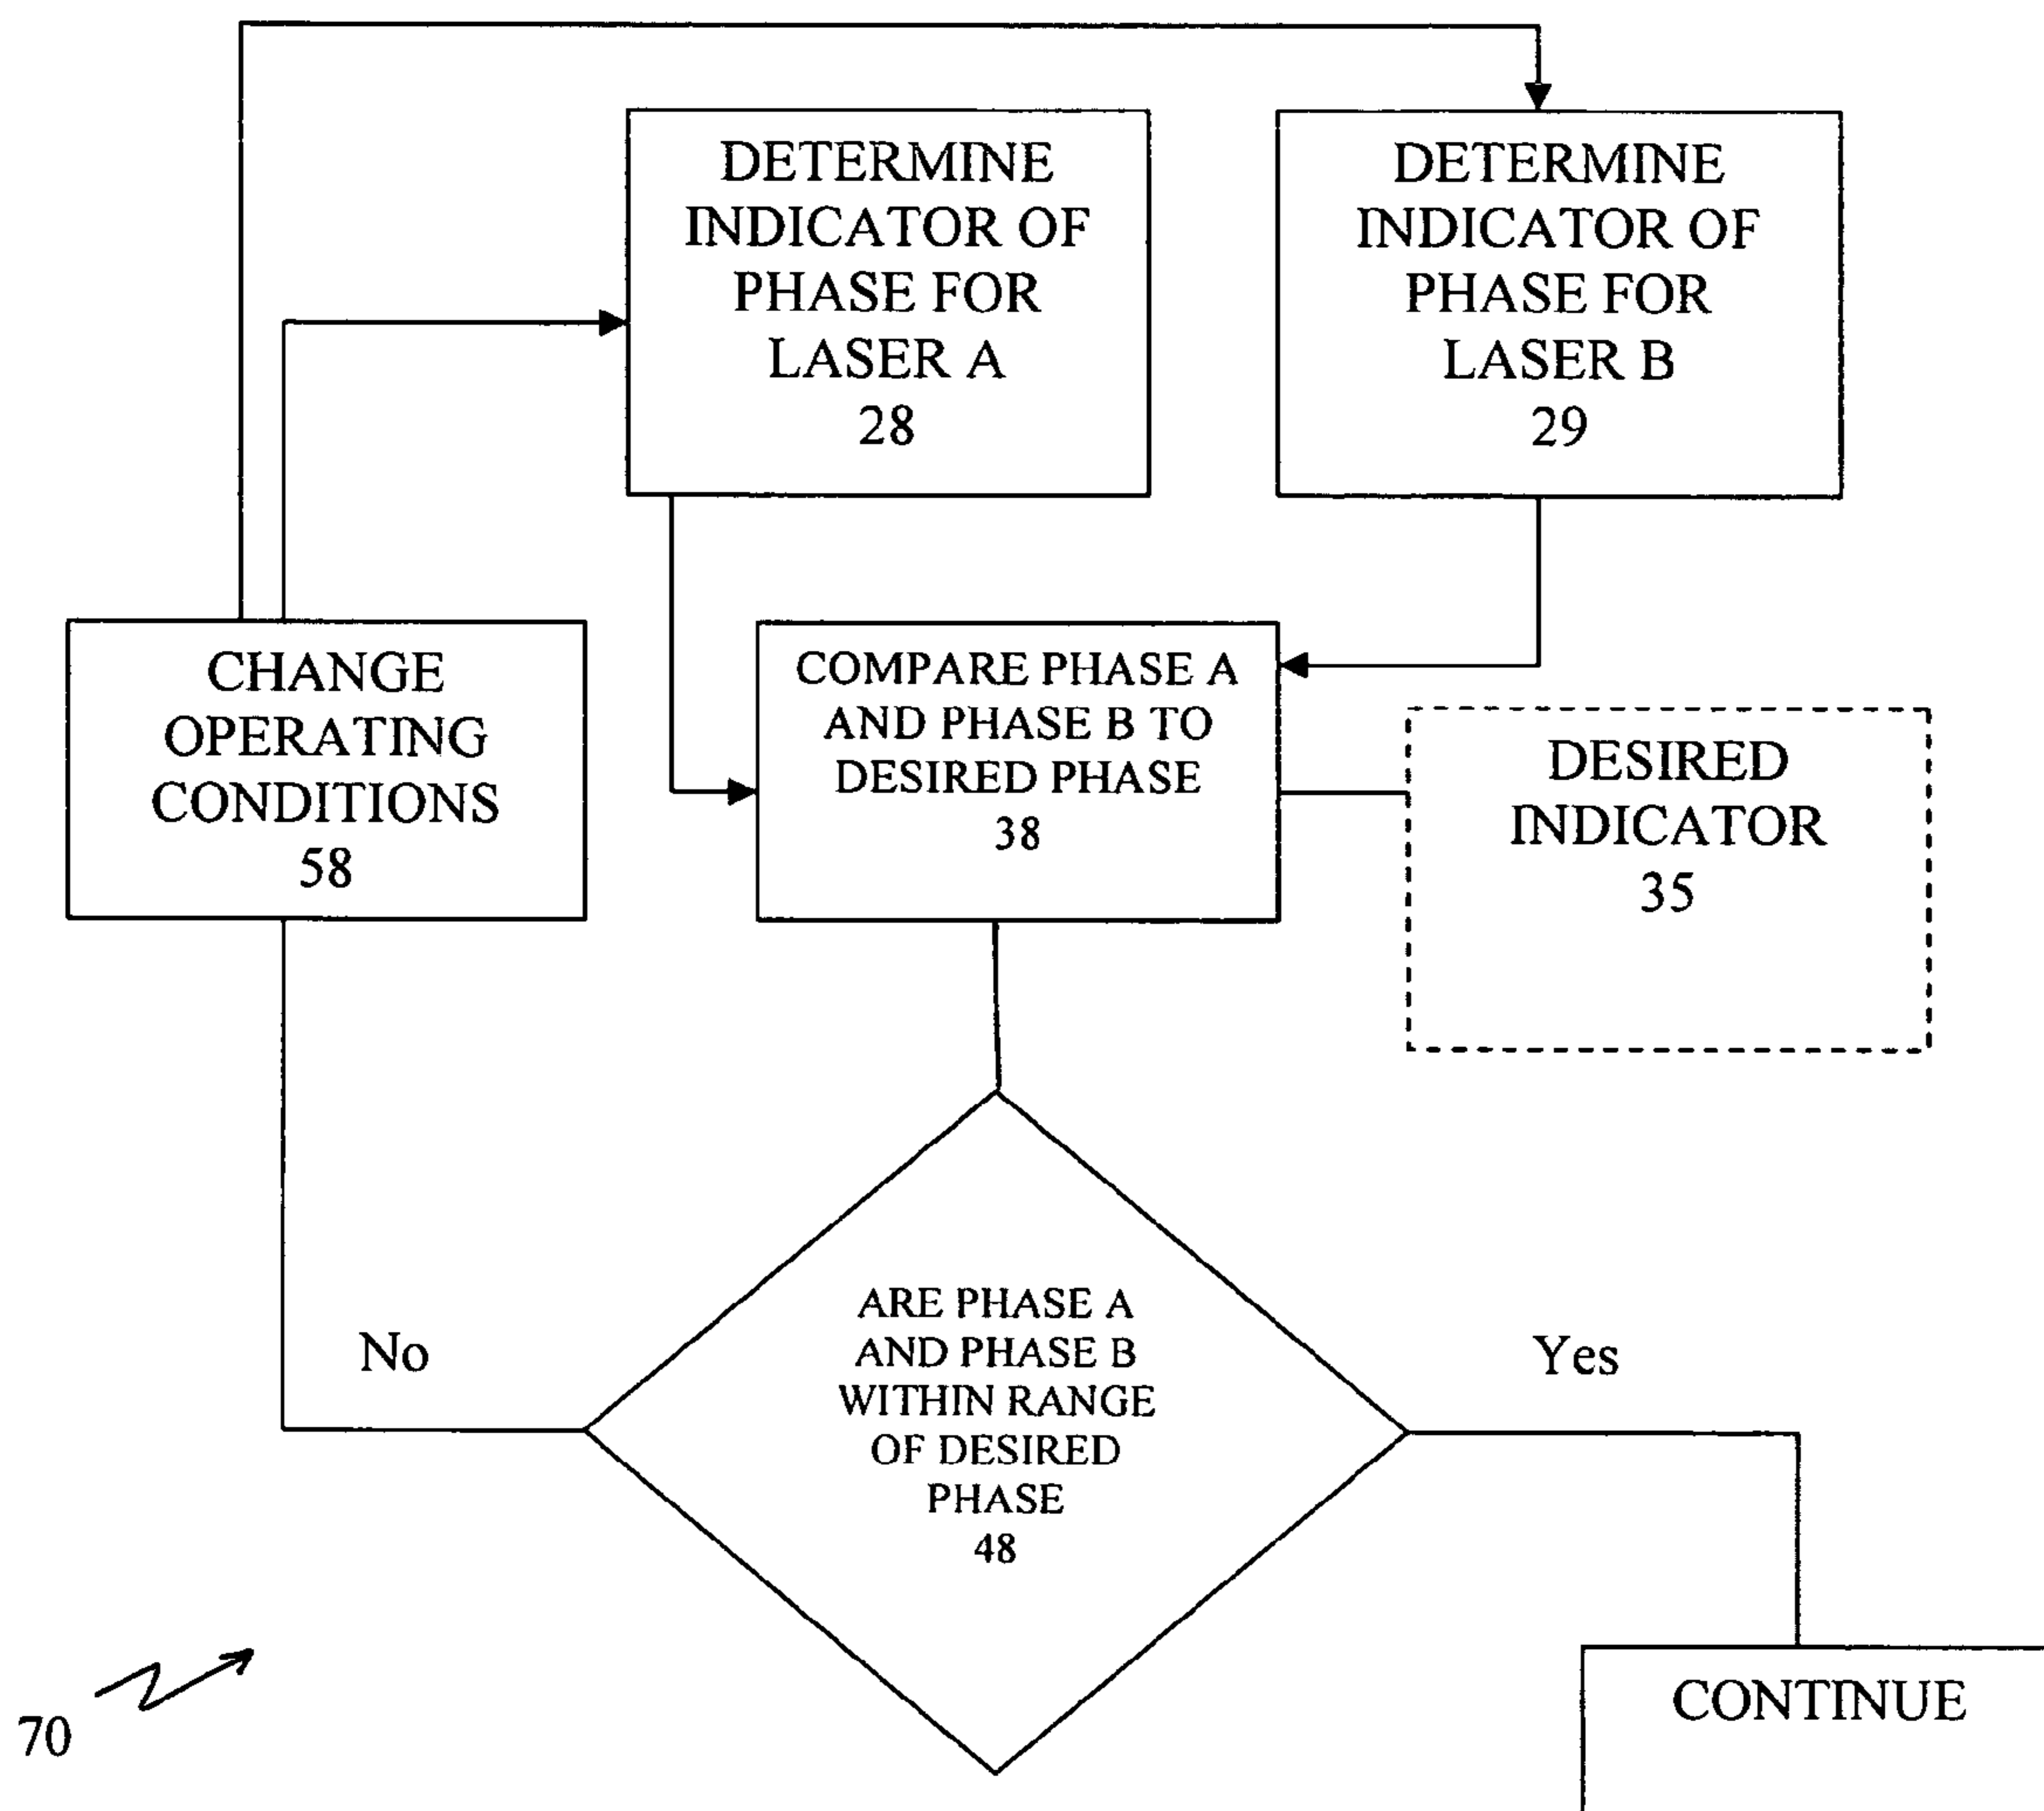 DETERMINE
INDICATOR OF
PHASE FOR
LASER A
28
DETERMINE
INDICATOR OF
PHASE FOR
LASER B
29
CHANGE
OPERATING
CONDITIONS
58
COMPARE PHASE A
AND PHASE B TO
DESIRED PHASE
38
DESIRED
INDICATOR
35
ARE PHASE A
AND PHASE B
WITHIN RANGE
OF DESIRED
PHASE
48
No
Yes
CONTINUE
70